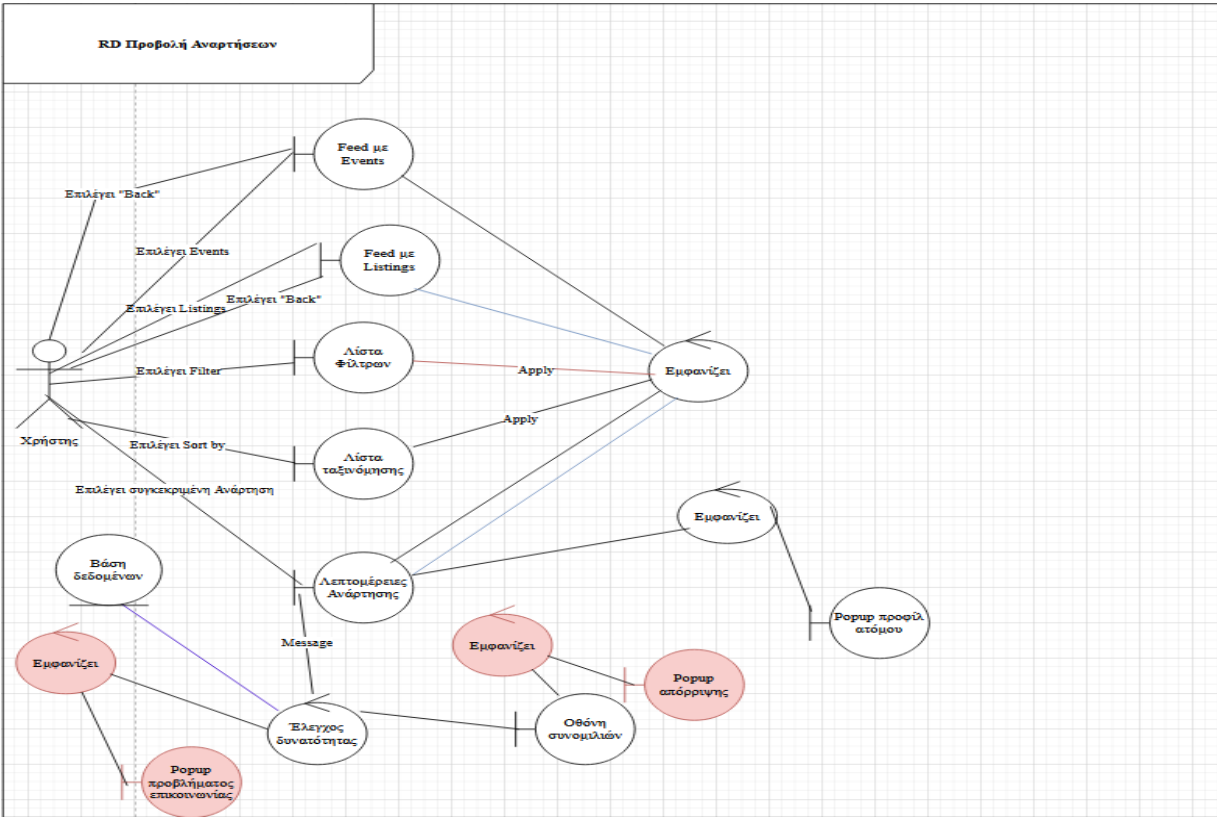 RD Προβολή Αναρτήσεων
Feed με
Events
Επιλέγει "Back"
Επιλέγει Events
Feed με
Listings
Επιλέγει "Back"
Επιλέγει Listings
Λίστα
Φίλτρων
Επιλέγει Filter
Apply
Εμφανίζει
Χρήστης
Apply
Επιλέγει Sort by
Λίστα
ταξινόμησης
Επιλέγει συγκεκριμένη Ανάρτηση
Εμφανίζει
Βάση
δεδομένων
Λεπτομέρειες
Ανάρτησης
Popup προφίλ
ατόμου
Message
Εμφανίζει
Εμφανίζει
Popup
απόρριψης
Έλεγχος
δυνατότητας
Οθόνη
συνομιλιών
Popup
προβλήματος
επικοινωνίας